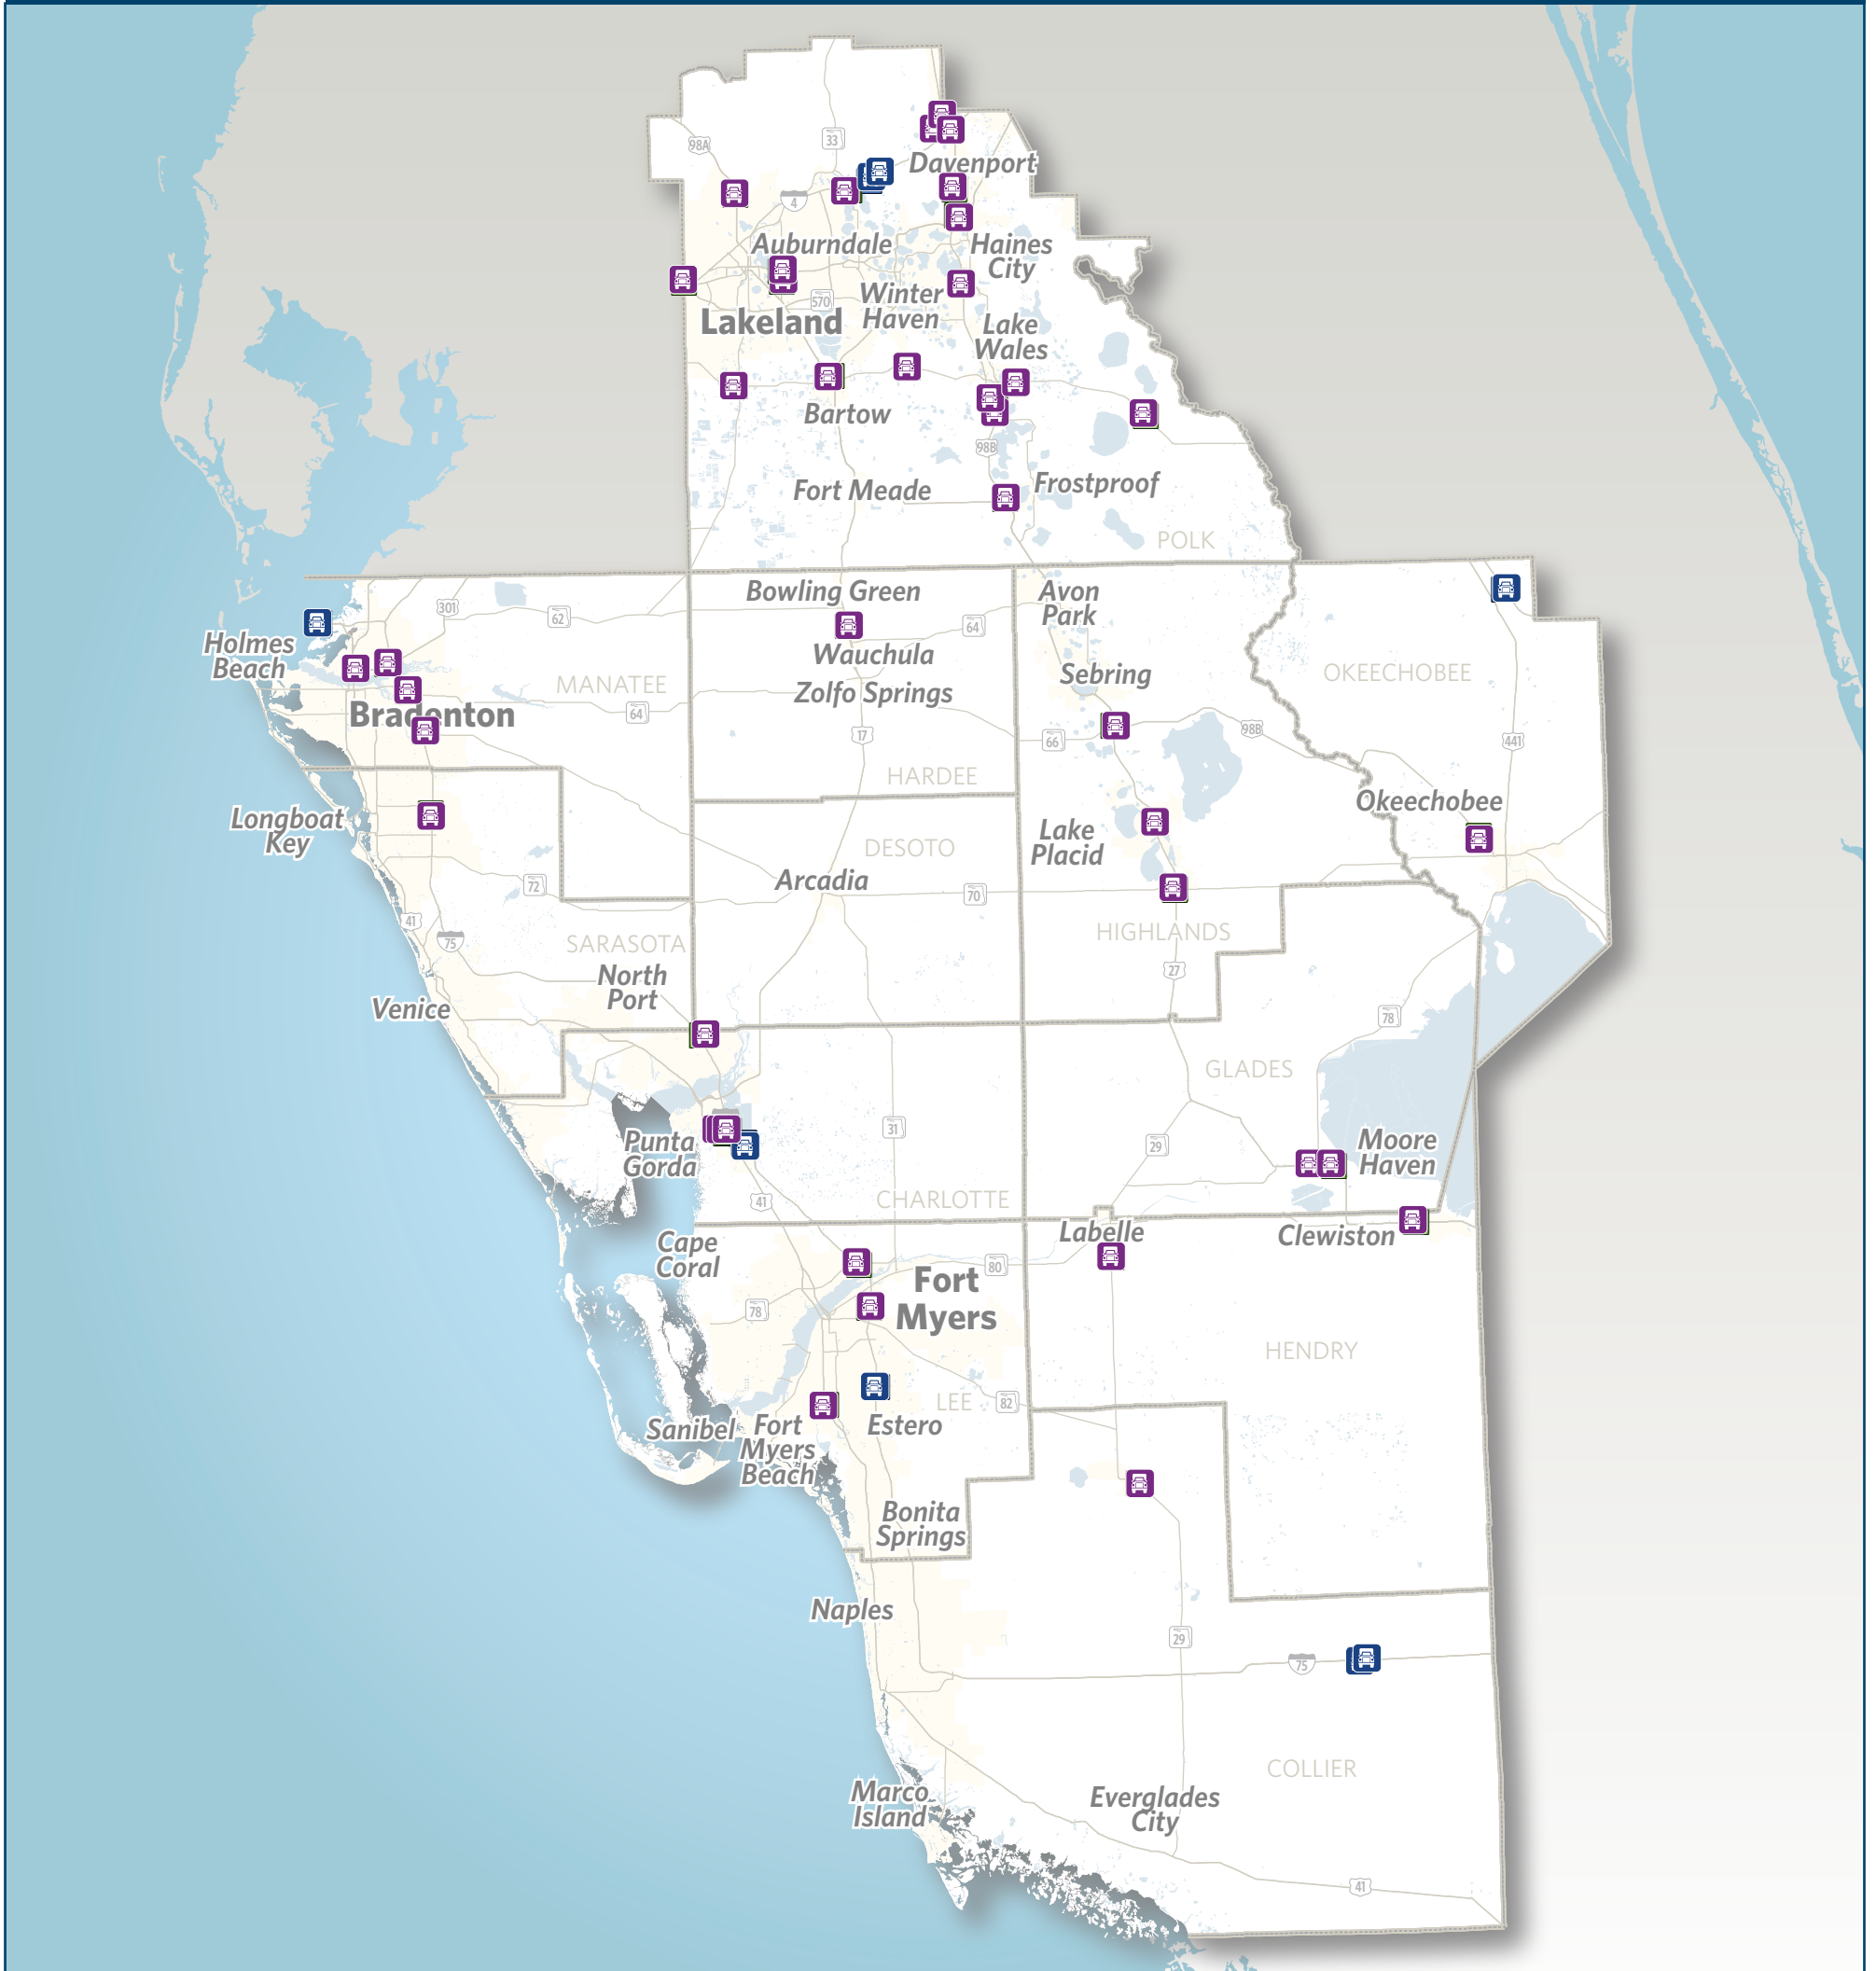 98A
33
Davenport
4
Auburndale
Haines
City
570
Winter
Haven
Lakeland
Lake
Wales
Bartow
98B
Fort Meade
Frostproof
POLK
Bowling Green
Avon
Park
301
62
64
Holmes
Beach
Wauchula
MANATEE
Zolfo Springs
Sebring
OKEECHOBEE
64
Bradenton
17
66
98B
441
HARDEE
Longboat
Key
Okeechobee
DESOTO
Lake
Placid
Arcadia
72
70
41
75
SARASOTA
HIGHLANDS
North
Port
27
Venice
78
GLADES
Punta
Gorda
31
29
Moore
Haven
41
CHARLOTTE
Labelle
Clewiston
Cape
Coral
80
Fort
Myers
78
HENDRY
LEE
82
Sanibel
Fort
Myers
Beach
Estero
Bonita
Springs
Naples
29
75
COLLIER
Marco
Island
Everglades
City
41